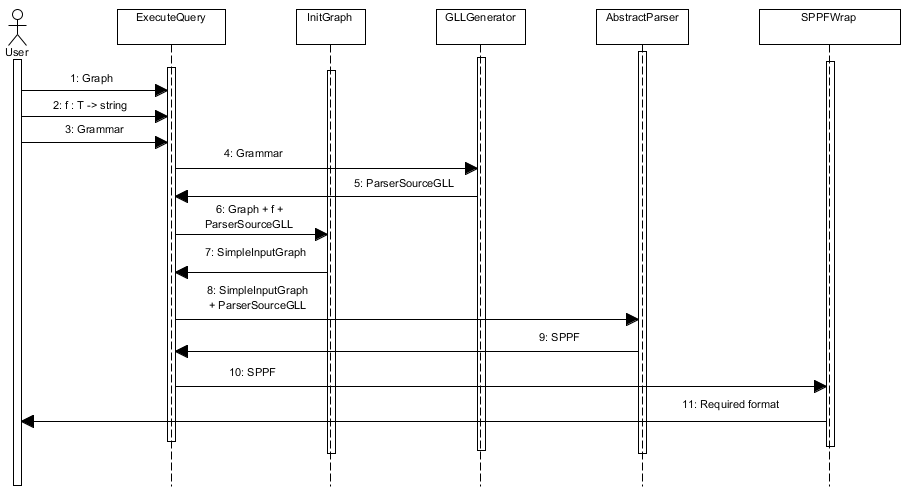 ExecuteQuery
InitGraph
GLLGenerator
AbstractParser
SPPFWrap
User
1: Graph
2: f : T -> string
3: Grammar
4: Grammar
5: ParserSourceGLL
6: Graph + f +
ParserSourceGLL
7: SimpleInputGraph
8: SimpleInputGraph
+ ParserSourceGLL
9: SPPF
10: SPPF
11: Required format